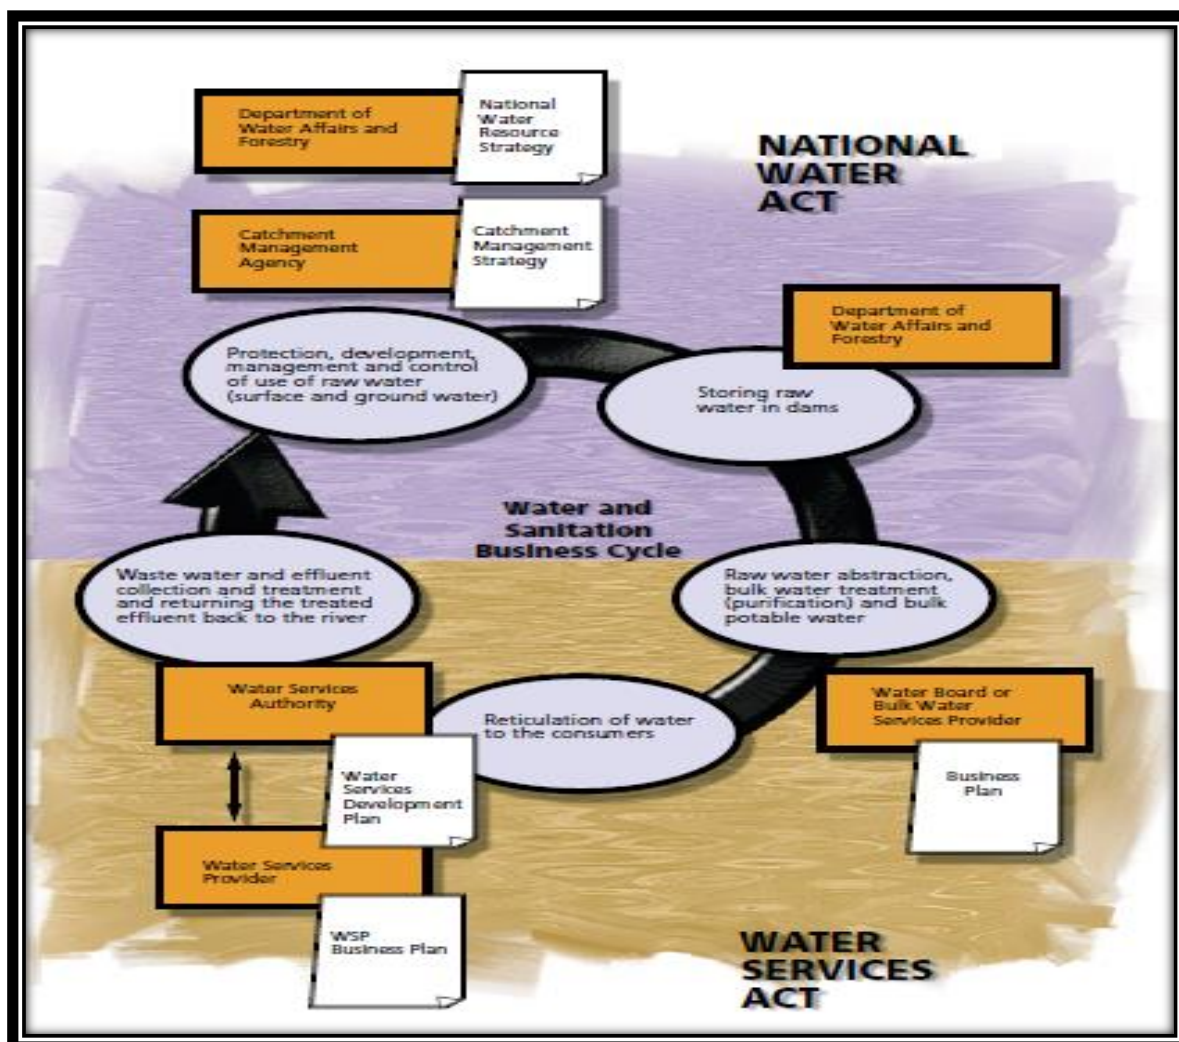 Department of
Water Affairs and
Forestry
National
Water
Resource
Strategy
NATIONAL
WATER
ACT
Catchment
Management
Agency
Catchment
Management
Strategy
Department of
Water Affairs and
Forestry
Protection, development,
management and control
of use of raw water
(surface and ground water)
Storing raw
water in dams
Water and
Sanitation
Business Cycle
Waste water and effluent
collection and treatment
and returning the treated
effluent back to the river
Raw water abstraction,
bulk water treatment
(purification) and bulk
potable water
Water Services
Authority
Reticulation of water
to the consumers
Water Board or
Bulk Water
Services Provider
Water
Services
Development
Plan
Business
Plan
Water Services
Provider
WSP
Business Plan
WATER
SERVICES
ACT